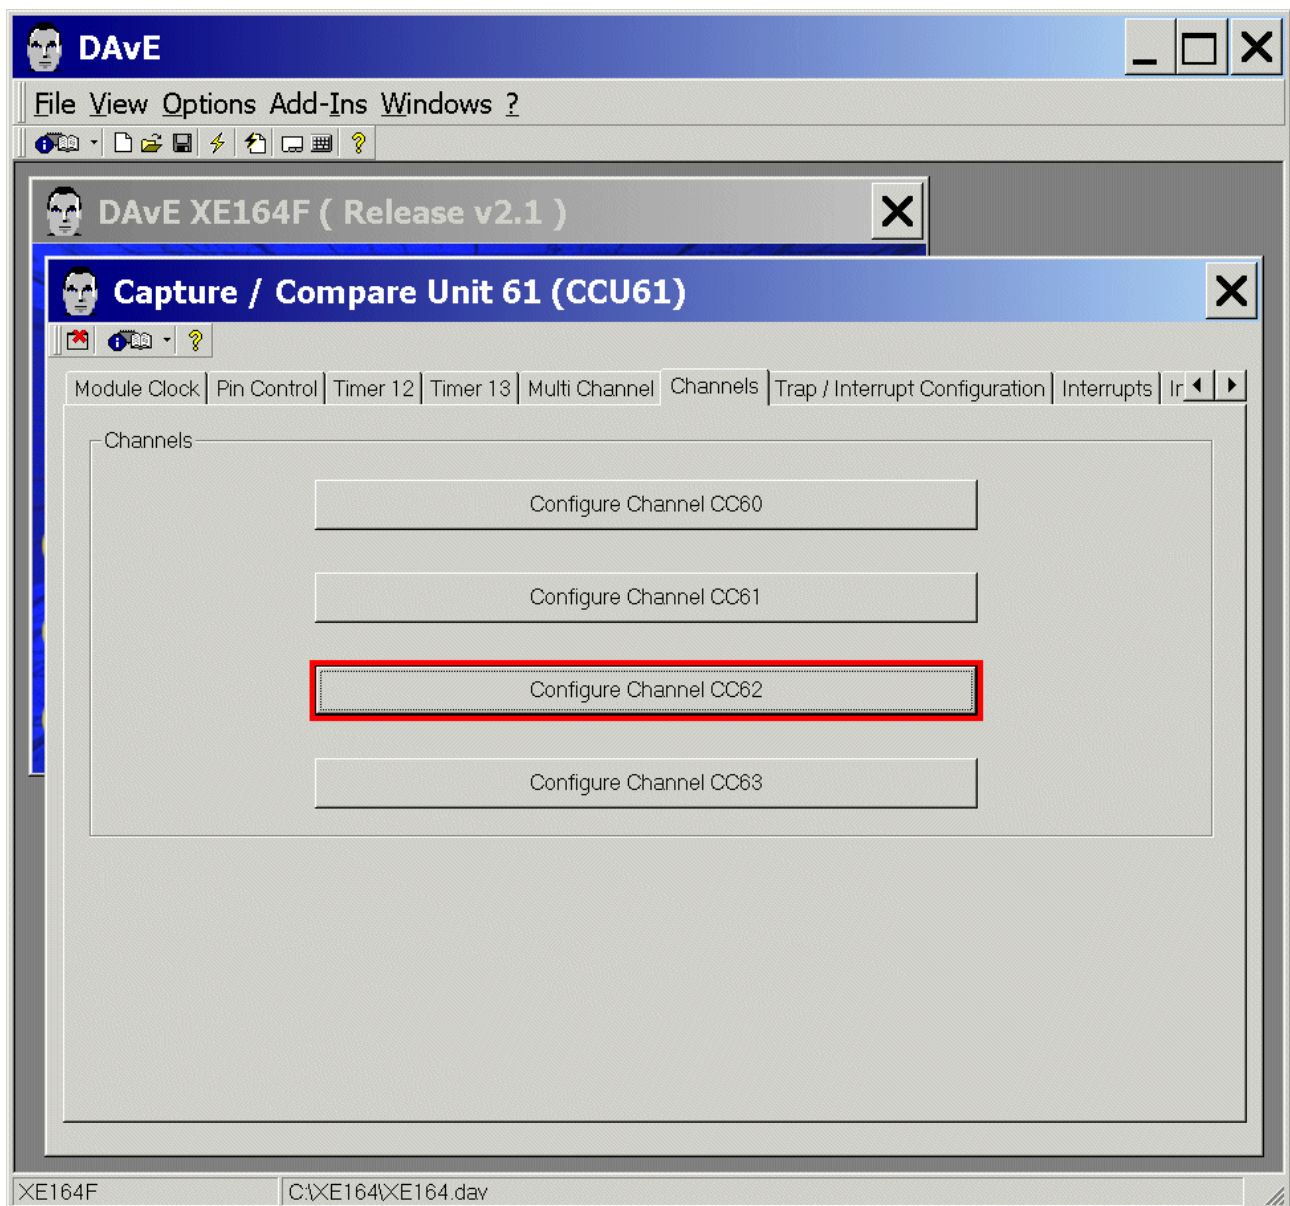 DAvE
File View Options Add-Ins Windows ?
DAvE XE164F ( Release v2.1 )
Capture / Compare Unit 61 (CCU61)
Module Clock Pin Control Timer 12 Timer 13 Multi Channel Channels Trap / Interrupt Configuration Interrupts
Channels
Configure Channel CC60
Configure Channel CC61
Configure Channel CC62
Configure Channel CC63
XE164F C:\XE164\XE164.dav